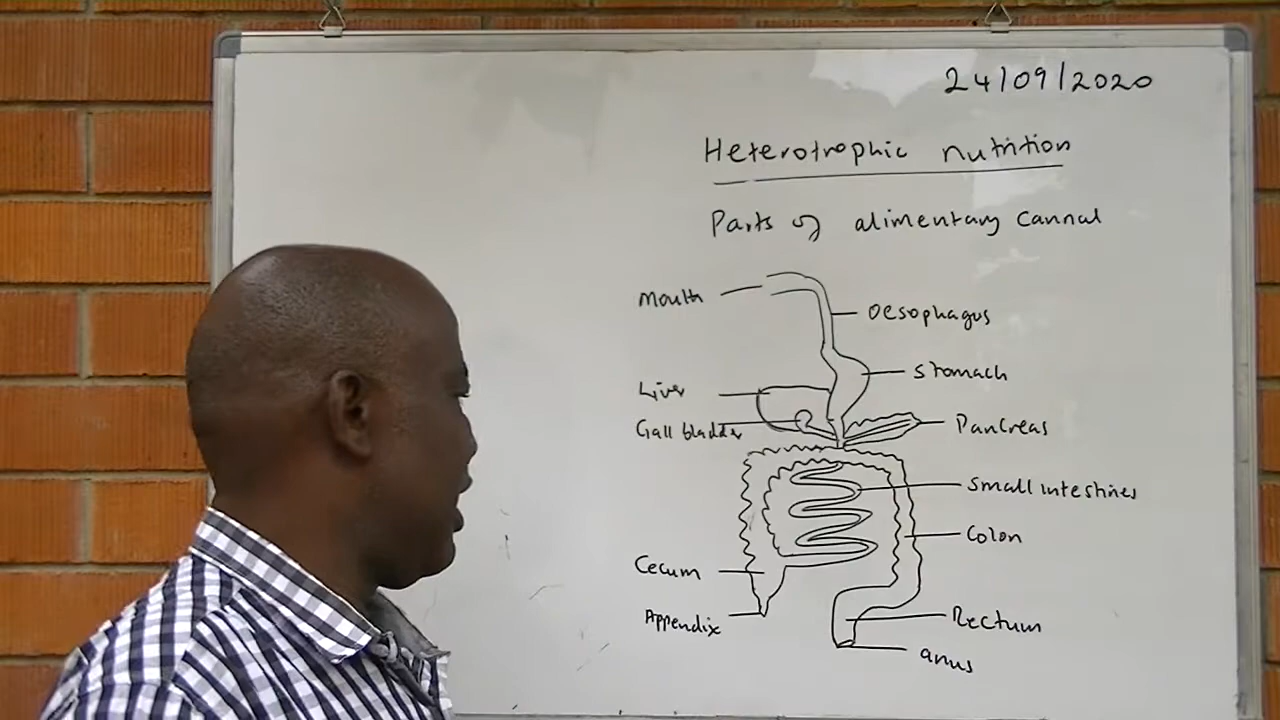 24/09/2020
Heterotrophic nutrition
Parts of alimentary Cannal
Mouth
Oesophagus
Stomach
Liver
Gall bladder
Pancreas
Small intestines
Colon
Cecum
Appendix
Rectum
anus